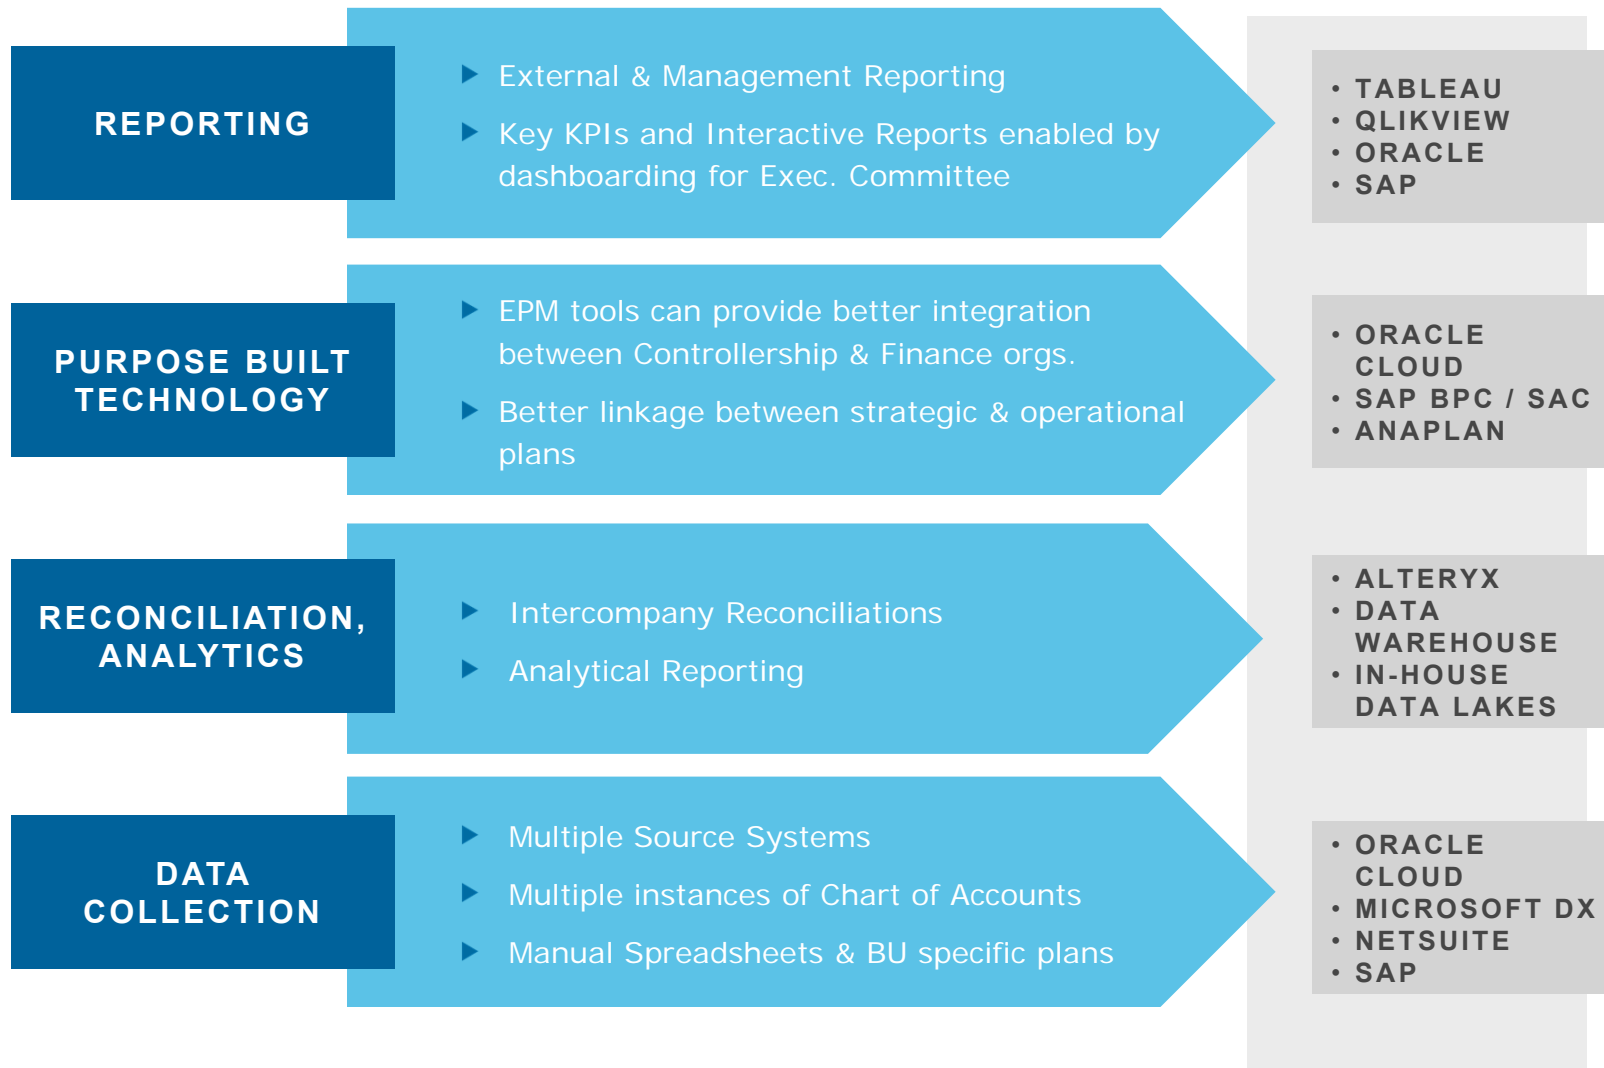 REPORTING
▶ External & Management Reporting
▶ Key KPIs and Interactive Reports enabled by
dashboarding for Exec. Committee
• TABLEAU
• QLIKVIEW
• ORACLE
• SAP
PURPOSE BUILT
TECHNOLOGY
▶ EPM tools can provide better integration
between Controllership & Finance orgs.
▶ Better linkage between strategic & operational
plans
• ORACLE
CLOUD
• SAP BPC / SAC
• ANAPLAN
RECONCILIATION,
ANALYTICS
▶ Intercompany Reconciliations
▶ Analytical Reporting
• ALTERYX
• DATA
WAREHOUSE
• IN-HOUSE
DATA LAKES
DATA
COLLECTION
▶ Multiple Source Systems
▶ Multiple instances of Chart of Accounts
▶ Manual Spreadsheets & BU specific plans
• ORACLE
CLOUD
• MICROSOFT DX
• NETSUITE
• SAP